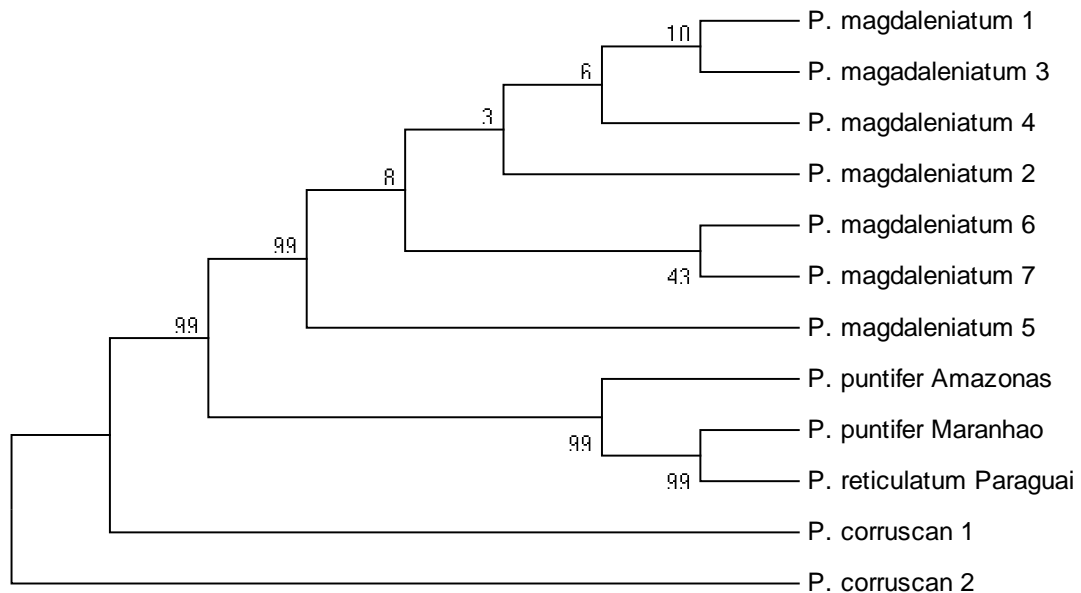 P. magdaleniatum 1
10
P. magadaleniatum 3
6
P. magdaleniatum 4
3
P. magdaleniatum 2
8
P. magdaleniatum 6
99
43
P. magdaleniatum 7
99
P. magdaleniatum 5
P. puntifer Amazonas
P. puntifer Maranhao
99
99
P. reticulatum Paraguai
P. corruscan 1
P. corruscan 2